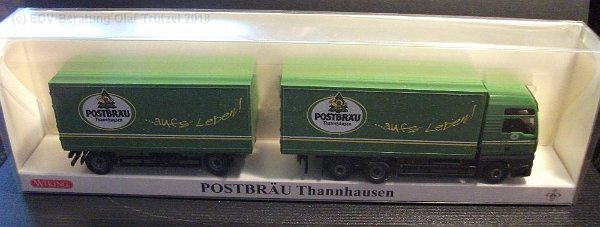 (c) EDV-Beratung Olaf Trützel 2018
POSTBRÄU
Thannhausen
...aufs Leben!
POSTBRÄU
Thannhausen
...aufs Leben!
WIKING
POSTBRÄU Thannhausen